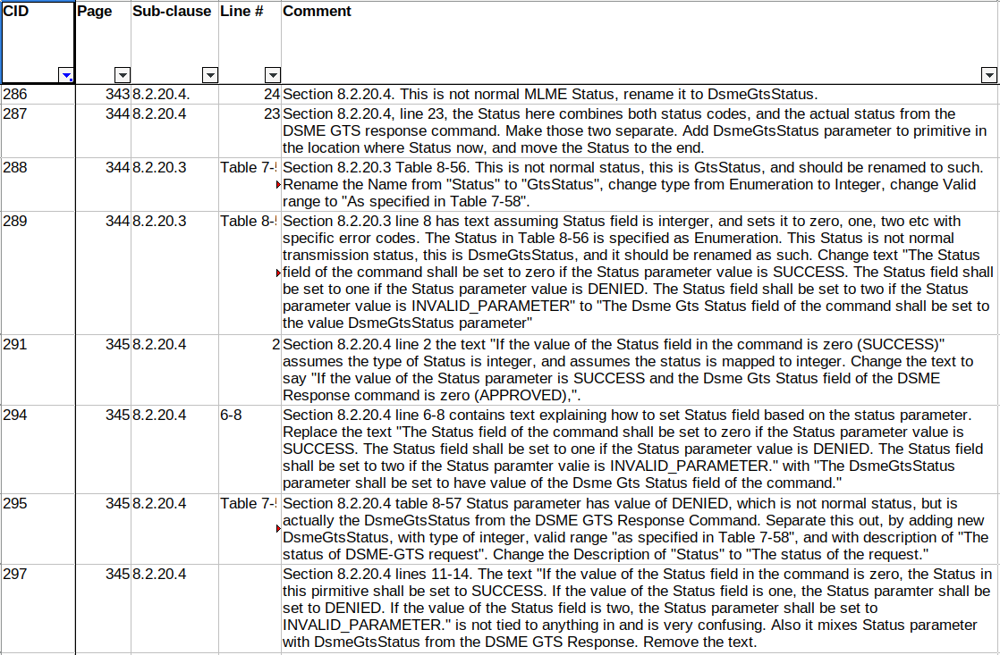 CID Page Sub-clause Line # Comment
286 343 8.2.20.4. 24 Section 8.2.20.4. This is not normal MLME Status, rename it to DsmeGtsStatus.
287 344 8.2.20.4 23 Section 8.2.20.4, line 23, the Status here combines both status codes, and the actual status from the
DSME GTS response command. Make those two separate. Add DsmeGtsStatus parameter to primitive in
the location where Status now, and move the Status to the end.
288 344 8.2.20.3 Table 7- Section 8.2.20.3 Table 8-56. This is not normal status, this is GtsStatus, and should be renamed to such.
Rename the Name from "Status" to "GtsStatus", change type from Enumeration to Integer, change Valid
range to "As specified in Table 7-58".
289 344 8.2.20.3 Table 8- Section 8.2.20.3 line 8 has text assuming Status field is interger, and sets it to zero, one, two etc with
specific error codes. The Status in Table 8-56 is specified as Enumeration. This Status is not normal
transmission status, this is DsmeGtsStatus, and it should be renamed as such. Change text "The Status
field of the command shall be set to zero if the Status parameter value is SUCCESS. The Status field shall
be set to one if the Status parameter value is DENIED. The Status field shall be set to two if the Status
parameter value is INVALID_PARAMETER" to "The Dsme Gts Status field of the command shall be set to
the value DsmeGtsStatus parameter"
291 345 8.2.20.4 2 Section 8.2.20.4 line 2 the text "If the value of the Status field in the command is zero (SUCCESS)"
assumes the type of Status is integer, and assumes the status is mapped to integer. Change the text to
say "If the value of the Status parameter is SUCCESS and the Dsme Gts Status field of the DSME
Response command is zero (APPROVED),".
294 345 8.2.20.4 6-8 Section 8.2.20.4 line 6-8 contains text explaining how to set Status field based on the status parameter.
Replace the text "The Status field of the command shall be set to zero if the Status parameter value is
SUCCESS. The Status field shall be set to one if the Status parameter value is DENIED. The Status field
shall be set to two if the Status paramter valie is INVALID_PARAMETER." with "The DsmeGtsStatus
parameter shall be set to have value of the Dsme Gts Status field of the command."
295 345 8.2.20.4 Table 7- Section 8.2.20.4 table 8-57 Status parameter has value of DENIED, which is not normal status, but is
actually the DsmeGtsStatus from the DSME GTS Response Command. Separate this out, by adding new
DsmeGtsStatus, with type of integer, valid range "as specified in Table 7-58", and with description of "The
status of DSME-GTS request". Change the Description of "Status" to "The status of the request."
297 345 8.2.20.4 Section 8.2.20.4 lines 11-14. The text "If the value of the Status field in the command is zero, the Status in
this pirmitive shall be set to SUCCESS. If the value of the Status field is one, the Status paramter shall be
set to DENIED. If the value of the Status field is two, the Status parameter shall be set to
INVALID_PARAMETER." is not tied to anything in and is very confusing. Also it mixes Status parameter
with DsmeGtsStatus from the DSME GTS Response. Remove the text.